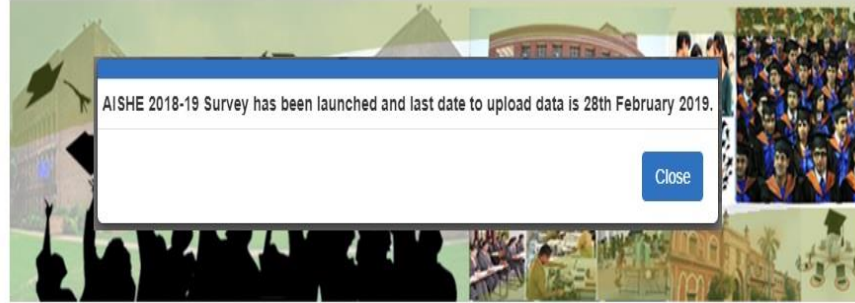 AISHE 2018-19 Survey has been launched and last date to upload data is 28th February 2019.
Close